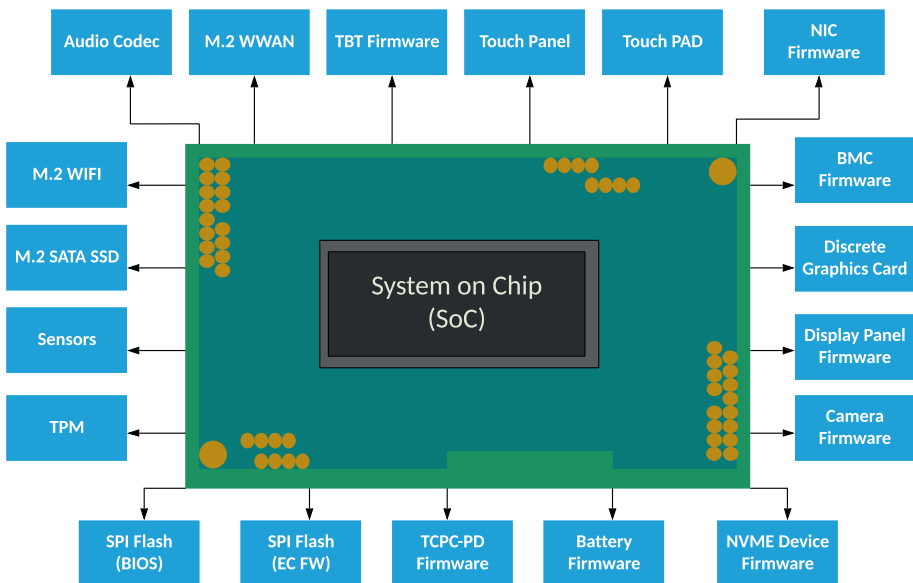 Audio Codec
M.2 WWAN
TBT Firmware
Touch Panel
Touch PAD
NIC
Firmware
M.2 WIFI
M.2 SATA SSD
Sensors
TPM
System on Chip
(SoC)
BMC
Firmware
Discrete
Graphics Card
Display Panel
Firmware
Camera
Firmware
SPI Flash
(BIOS)
SPI Flash
(EC FW)
TCPC-PD
Firmware
Battery
Firmware
NVME Device
Firmware